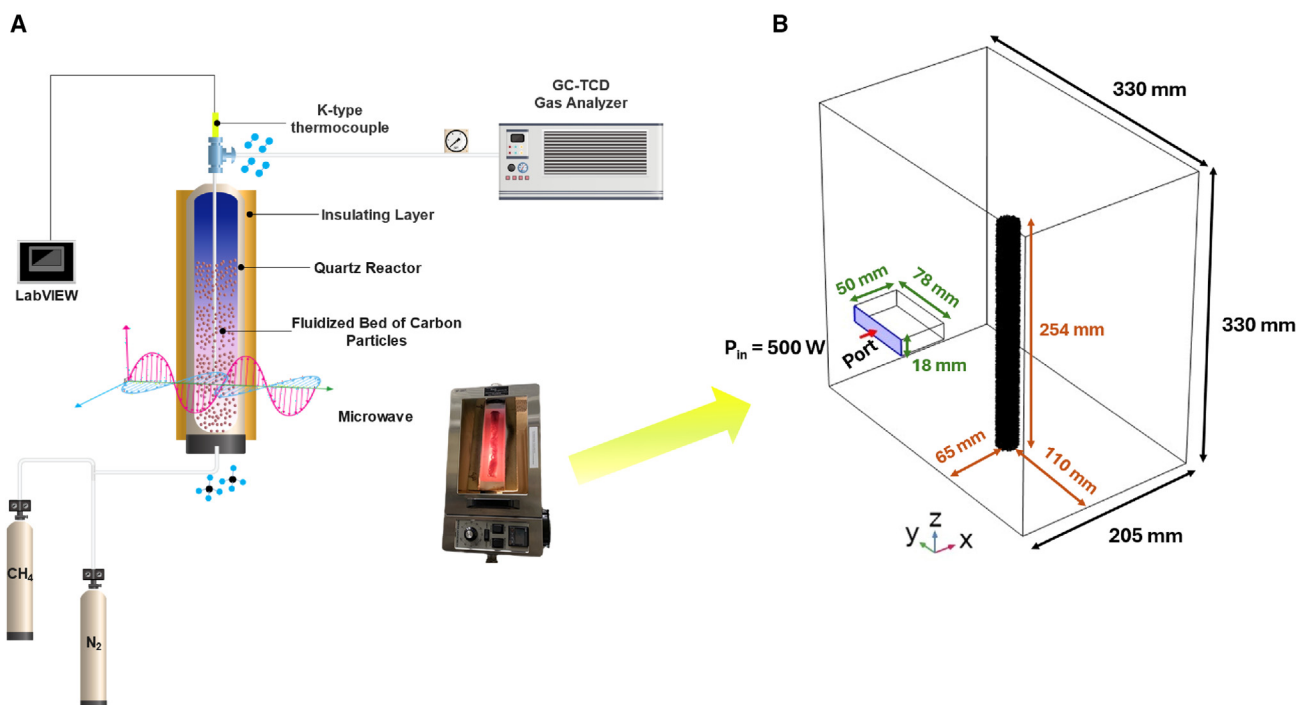 A
K-type
thermocouple
GC-TCD
Gas Analyzer
Insulating Layer
Quartz Reactor
LabVIEW
Fluidized Bed of Carbon
Particles
Microwave
CH₄
N₂
B
330 mm
330 mm
50 mm
78 mm
254 mm
P_in = 500 W
Port
18 mm
65 mm
110 mm
205 mm
z
y
x